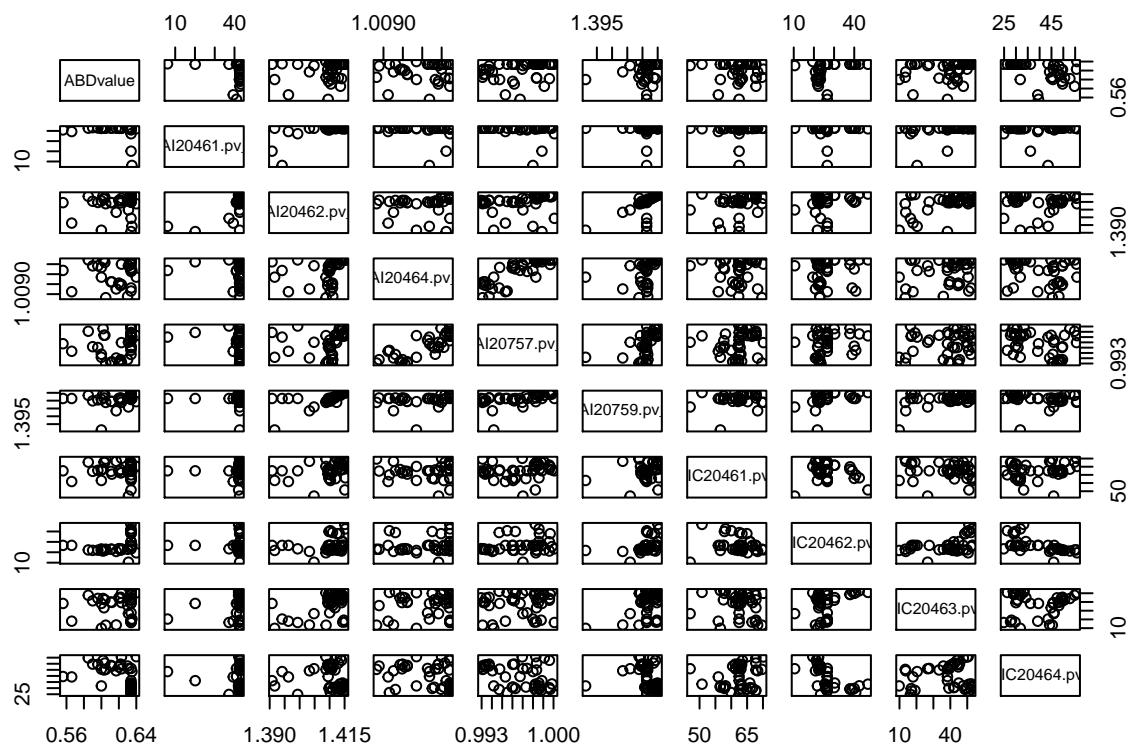 10 40 1.0090 1.395 10 40 25 45
ABDvalue 0.56
10 AI20461.pv
AI20462.pv 1.390
1.0090 AI20464.pv
AI20757.pv 0.993
1.395 AI20759.pv
IC20461.pv 50
10 IC20462.pv
IC20463.pv 10
25 IC20464.pv
0.56 0.64 1.390 1.415 0.993 1.000 50 65 10 40